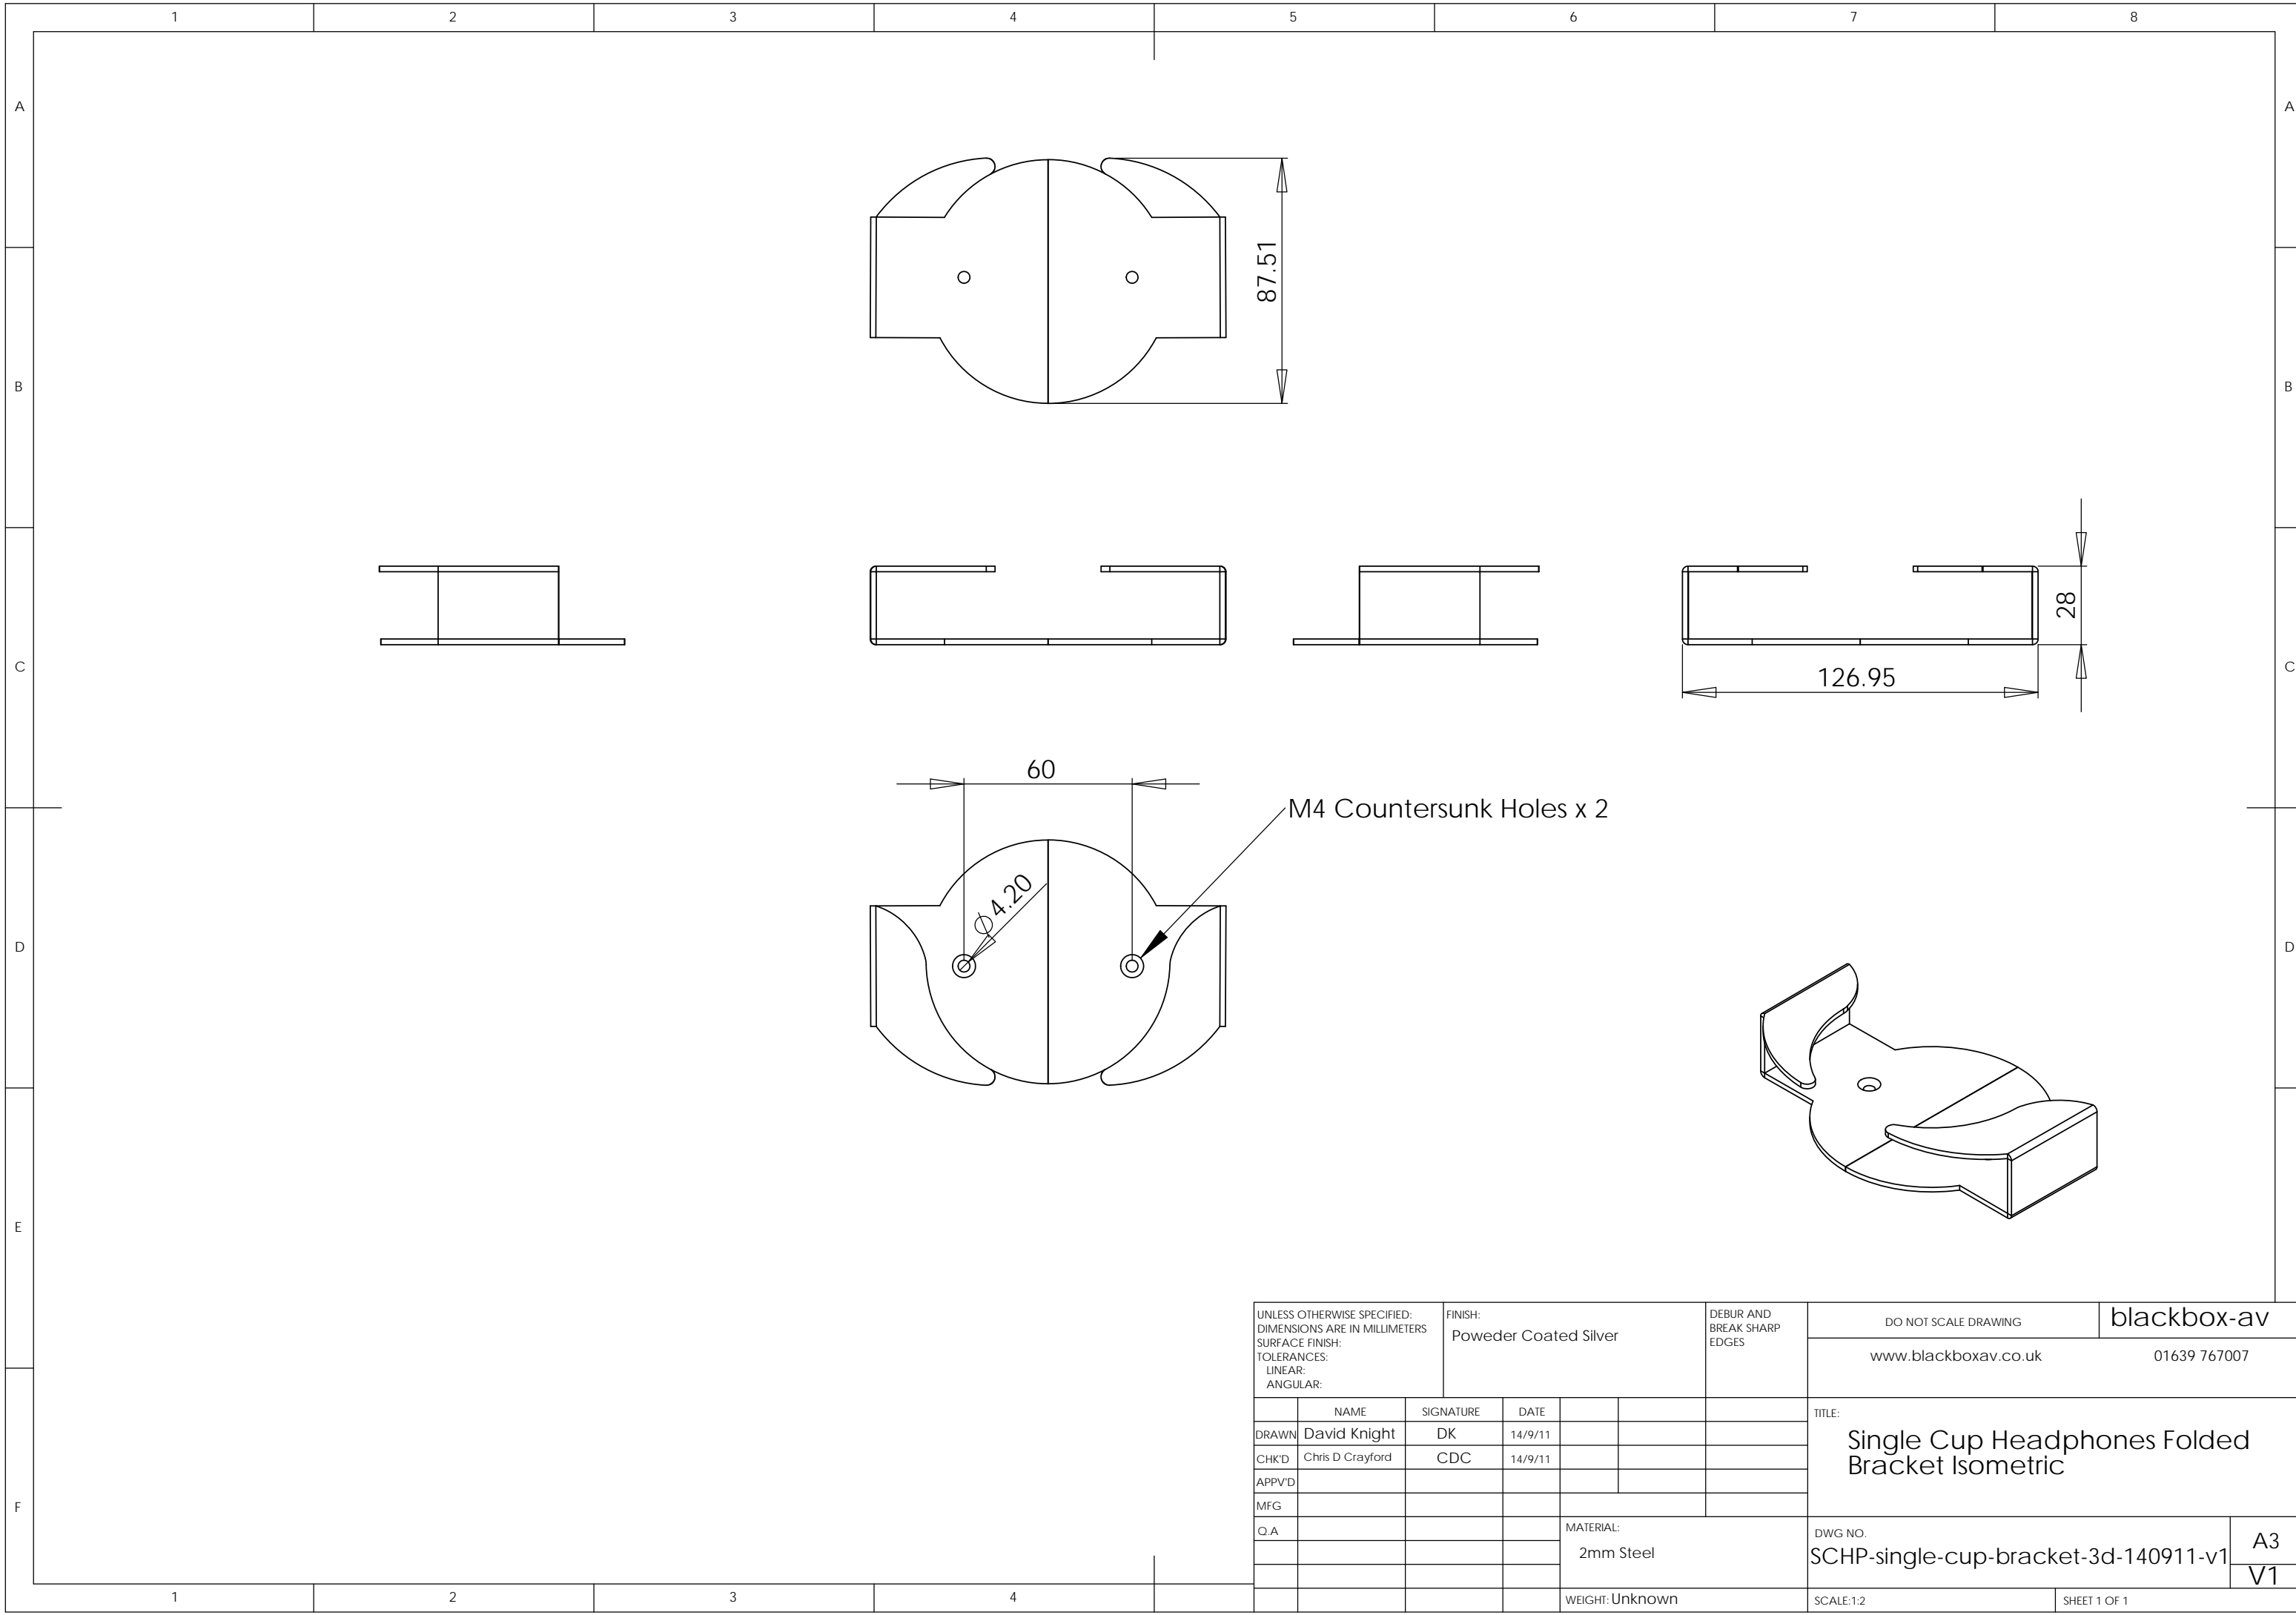 1 2 3 4 5 6 7 8
A A
87.51
B B
C C
28
126.95
60
M4 Countersunk Holes x 2
∅4.20
D D
E
F
UNLESS OTHERWISE SPECIFIED:
DIMENSIONS ARE IN MILLIMETERS
SURFACE FINISH:
TOLERANCES:
LINEAR:
ANGULAR:
FINISH:
Poweder Coated Silver
DEBUR AND
BREAK SHARP
EDGES
DO NOT SCALE DRAWING
blackbox-av
www.blackboxav.co.uk 01639 767007
NAME SIGNATURE DATE
DRAWN David Knight DK 14/9/11
CHK'D Chris D Crayford CDC 14/9/11
APPV'D
MFG
Q.A
TITLE:
Single Cup Headphones Folded
Bracket Isometric
MATERIAL:
2mm Steel
DWG NO.
SCHP-single-cup-bracket-3d-140911-v1
A3
V1
WEIGHT: Unknown
SCALE:1:2
SHEET 1 OF 1
1 2 3 4